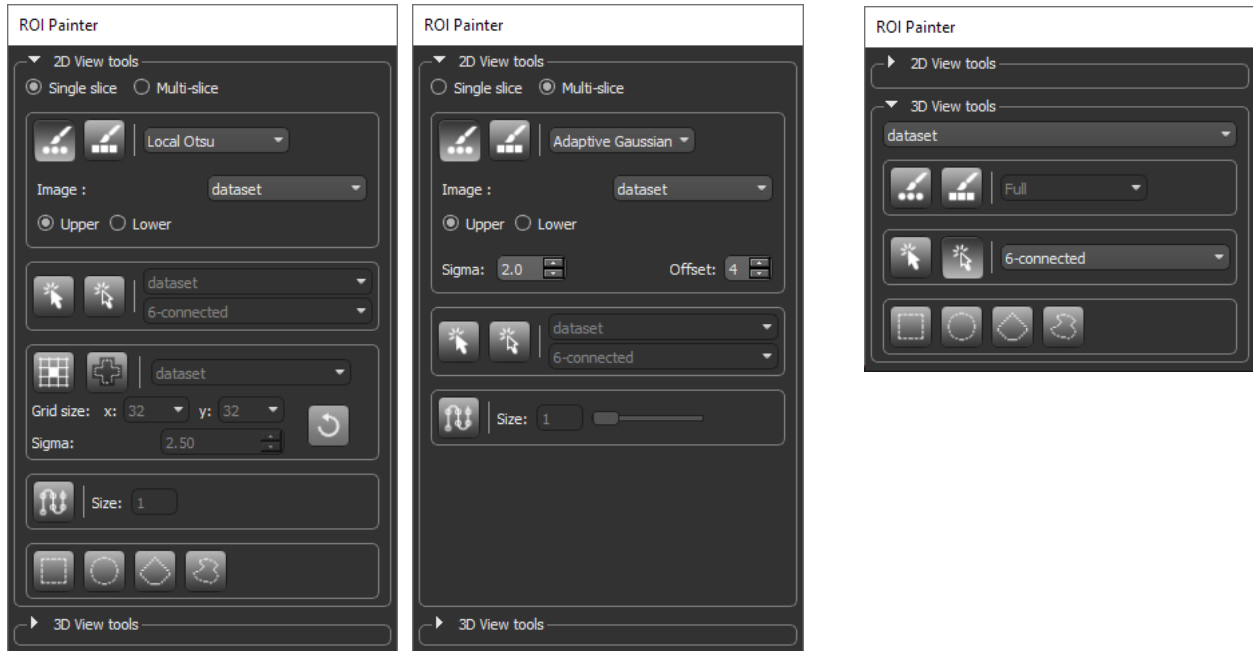 ROI Painter
2D View tools
Single slice Multi-slice
Local Otsu
Image : dataset
Upper Lower
dataset
6-connected
dataset
Grid size: x: 32 y: 32
Sigma: 2.50
Size: 1
3D View tools
ROI Painter
2D View tools
Single slice Multi-slice
Adaptive Gaussian
Image : dataset
Upper Lower
Sigma: 2.0 Offset: 4
dataset
6-connected
Size: 1
3D View tools
ROI Painter
2D View tools
3D View tools
dataset
Full
6-connected